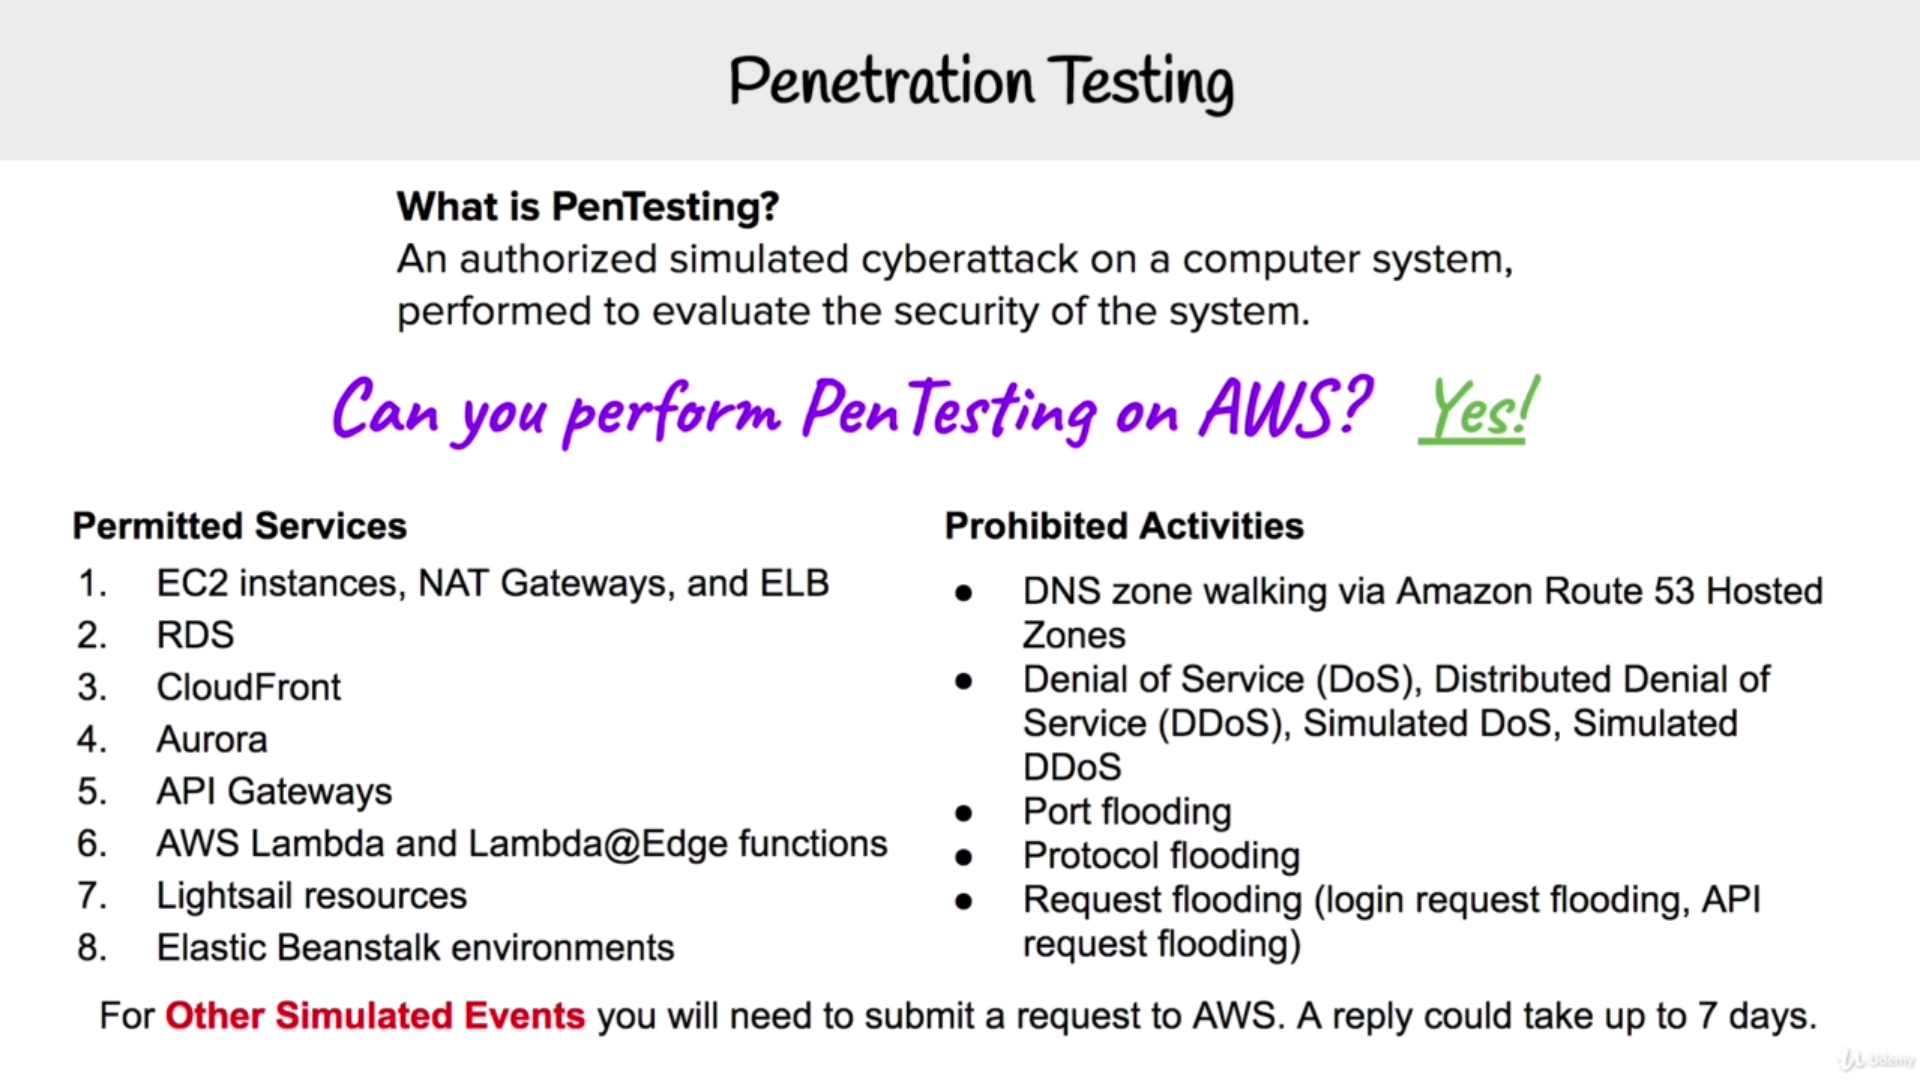 Penetration Testing
What is PenTesting?
An authorized simulated cyberattack on a computer system,
performed to evaluate the security of the system.
Can you perform PenTesting on AWS? Yes!
Permitted Services
1. EC2 instances, NAT Gateways, and ELB
2. RDS
3. CloudFront
4. Aurora
5. API Gateways
6. AWS Lambda and Lambda@Edge functions
7. Lightsail resources
8. Elastic Beanstalk environments
Prohibited Activities
● DNS zone walking via Amazon Route 53 Hosted
Zones
● Denial of Service (DoS), Distributed Denial of
Service (DDoS), Simulated DoS, Simulated
DDoS
● Port flooding
● Protocol flooding
● Request flooding (login request flooding, API
request flooding)
For Other Simulated Events you will need to submit a request to AWS. A reply could take up to 7 days.
Udemy